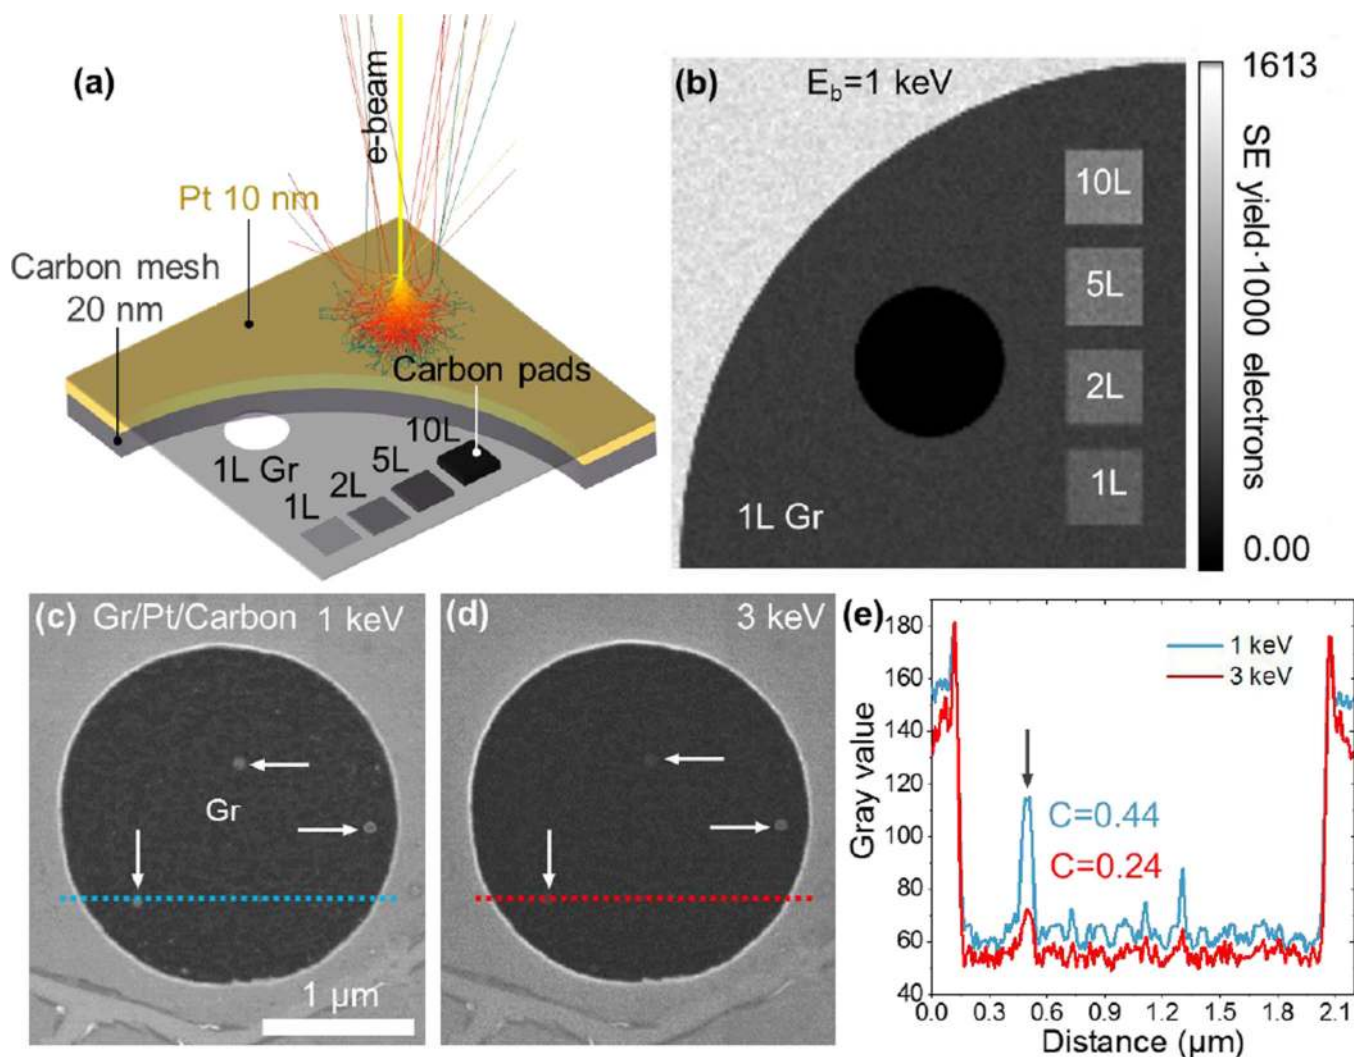 (a)
e-beam
Pt 10 nm
Carbon mesh
20 nm
Carbon pads
10L
5L
2L
1L
1L Gr
(b)
E_b=1 keV
10L
5L
2L
1L
1L Gr
1613
SE yield·1000 electrons
0.00
(c) Gr/Pt/Carbon 1 keV
Gr
1 μm
(d) 3 keV
(e)
1 keV
3 keV
C=0.44
C=0.24
Gray value
180
160
140
120
100
80
60
40
0.0 0.3 0.6 0.9 1.2 1.5 1.8 2.1
Distance (μm)